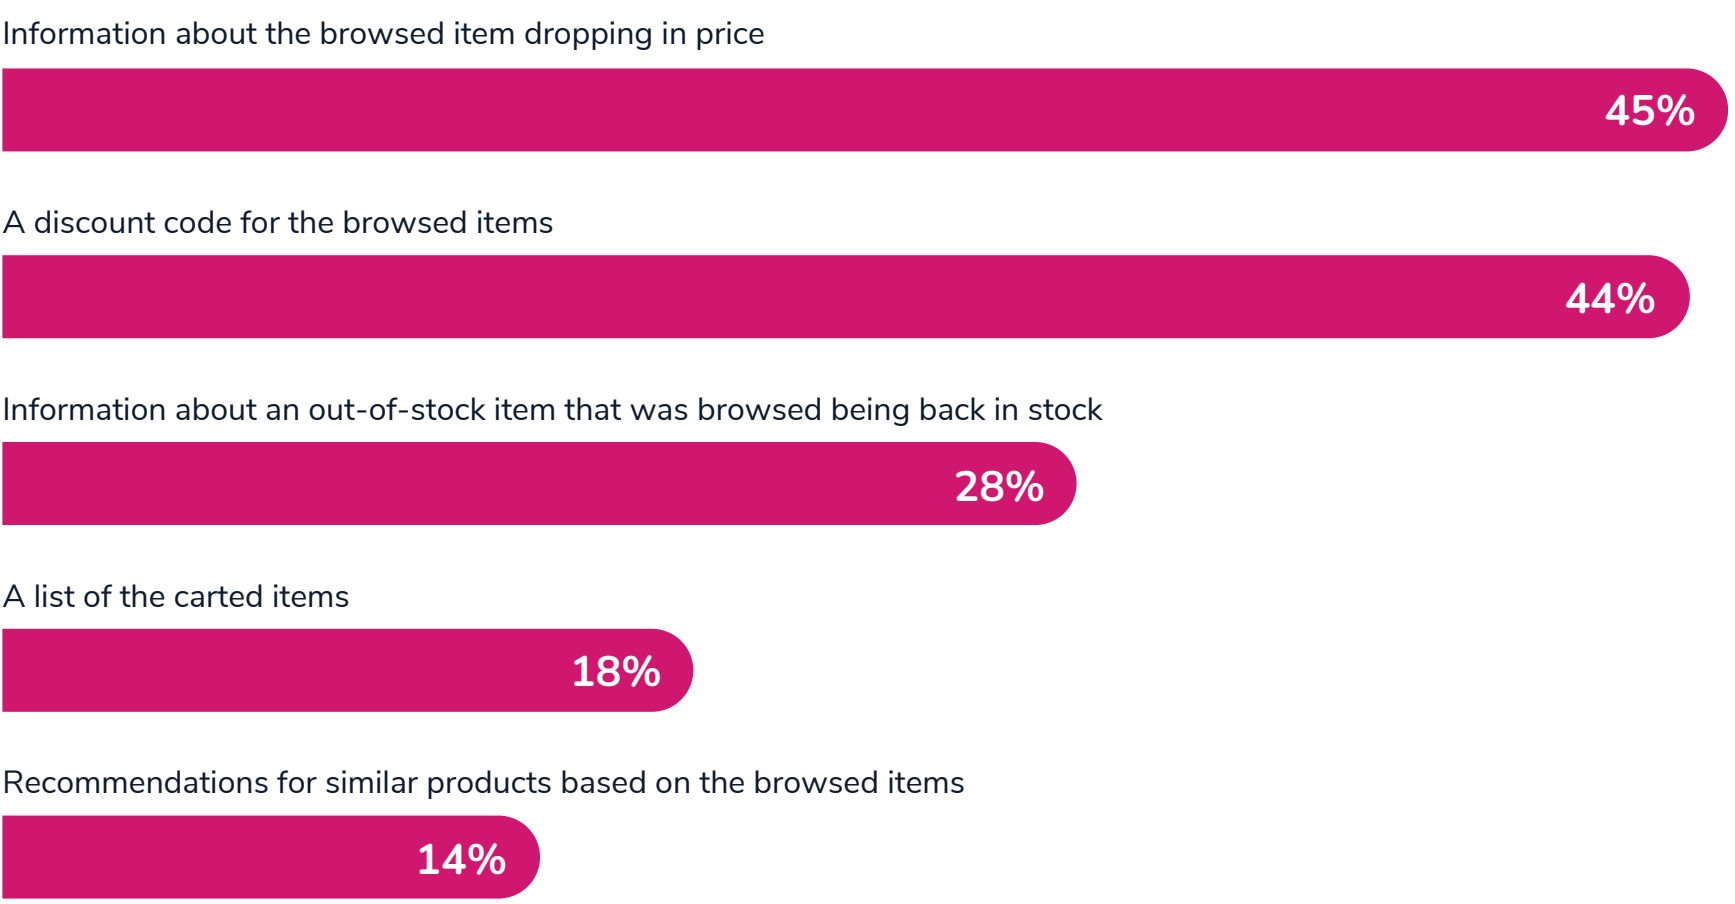 Information about the browsed item dropping in price
45%
A discount code for the browsed items
44%
Information about an out-of-stock item that was browsed being back in stock
28%
A list of the carted items
18%
Recommendations for similar products based on the browsed items
14%